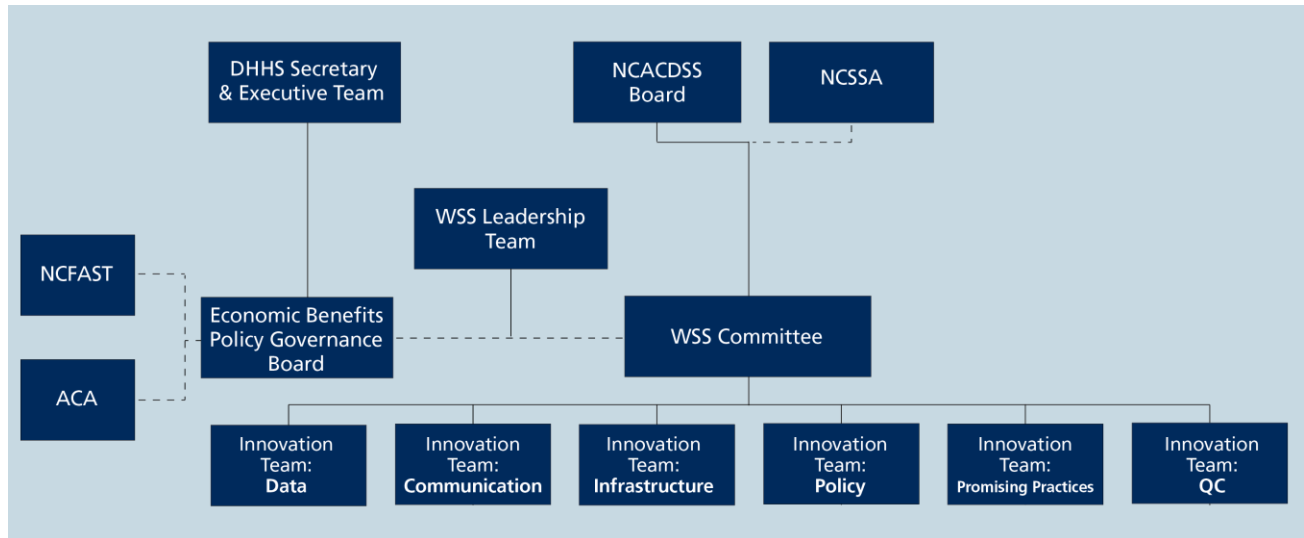 DHHS Secretary
& Executive Team
NCACDSS
Board
NCSSA
WSS Leadership
Team
NCFAST
Economic Benefits
Policy Governance
Board
WSS Committee
ACA
Innovation
Team:
Data
Innovation
Team:
Communication
Innovation
Team:
Infrastructure
Innovation
Team:
Policy
Innovation
Team:
Promising Practices
Innovation
Team:
QC